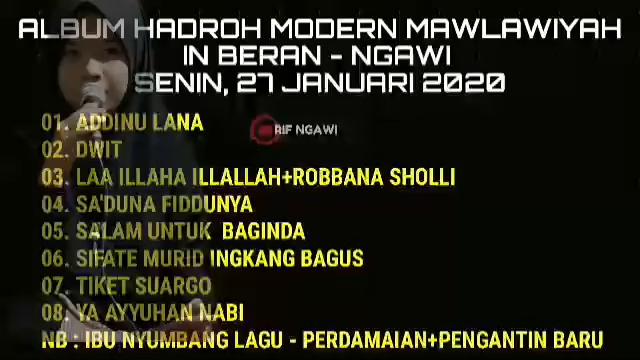 ALBUM HADROH MODERN MAWLAWIYAH
IN BERAN - NGAWI
SENIN, 27 JANUARI 2020
01. ADDINU LANA
RIF NGAWI
02. DWIT
03. LAA ILLAHA ILLALLAH+ROBBANA SHOLLI
04. SA'DUNA FIDDUNYA
05. SALAM UNTUK BAGINDA
06. SIFATE MURID INGKANG BAGUS
07. TIKET SUARGO
08. YA AYYUHAN NABI
NB : IBU NYUMBANG LAGU - PERDAMAIAN+PENGANTIN BARU